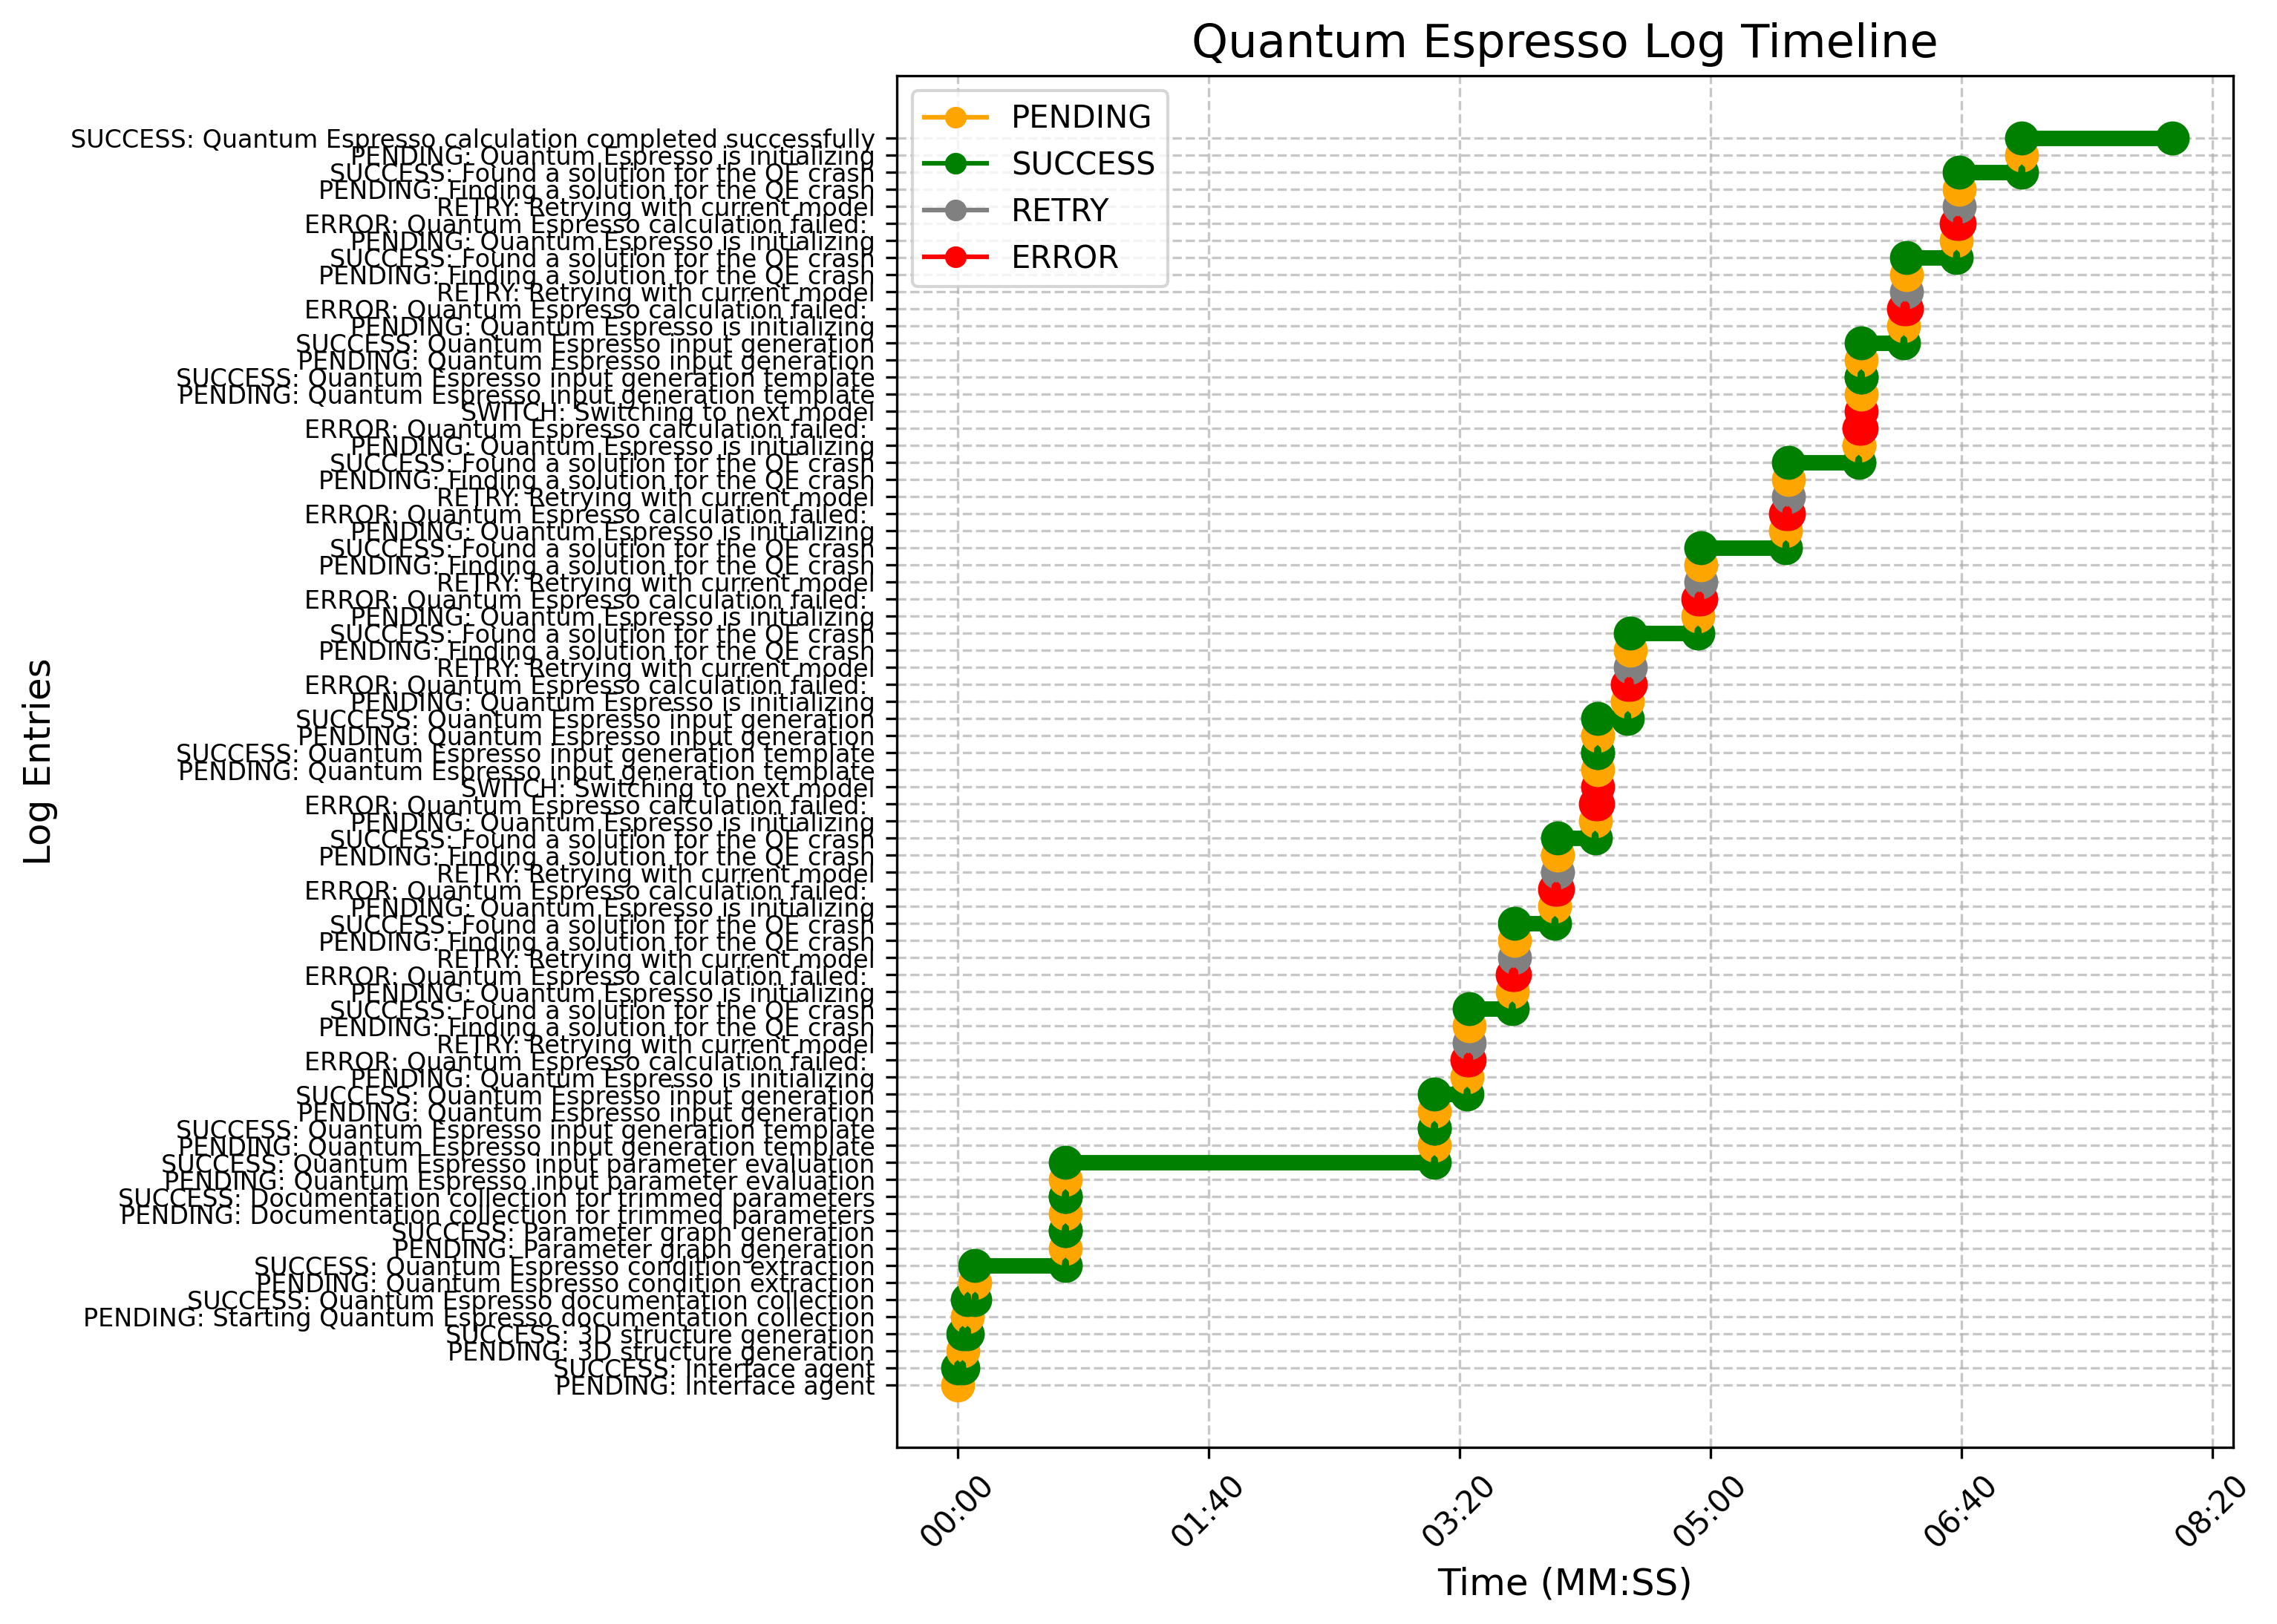 Quantum Espresso Log Timeline
PENDING
SUCCESS
RETRY
ERROR
Log Entries
SUCCESS: Quantum Espresso calculation completed successfully
PENDING: Quantum Espresso is initializing
SUCCESS: Found a solution for the QE crash
PENDING: Finding a solution for the QE crash
RETRY: Retrying with current model
ERROR: Quantum Espresso calculation failed:
PENDING: Quantum Espresso is initializing
SUCCESS: Found a solution for the QE crash
PENDING: Finding a solution for the QE crash
RETRY: Retrying with current model
ERROR: Quantum Espresso calculation failed:
PENDING: Quantum Espresso is initializing
SUCCESS: Quantum Espresso input generation
PENDING: Quantum Espresso input generation
SUCCESS: Quantum Espresso input generation template
PENDING: Quantum Espresso input generation template
SWITCH: Switching to next model
ERROR: Quantum Espresso calculation failed:
PENDING: Quantum Espresso is initializing
SUCCESS: Found a solution for the QE crash
PENDING: Finding a solution for the QE crash
RETRY: Retrying with current model
ERROR: Quantum Espresso calculation failed:
PENDING: Quantum Espresso is initializing
SUCCESS: Found a solution for the QE crash
PENDING: Finding a solution for the QE crash
RETRY: Retrying with current model
ERROR: Quantum Espresso calculation failed:
PENDING: Quantum Espresso is initializing
SUCCESS: Found a solution for the QE crash
PENDING: Finding a solution for the QE crash
RETRY: Retrying with current model
ERROR: Quantum Espresso calculation failed:
PENDING: Quantum Espresso is initializing
SUCCESS: Quantum Espresso input generation
PENDING: Quantum Espresso input generation
SUCCESS: Quantum Espresso input generation template
PENDING: Quantum Espresso input generation template
SWITCH: Switching to next model
ERROR: Quantum Espresso calculation failed:
PENDING: Quantum Espresso is initializing
SUCCESS: Found a solution for the QE crash
PENDING: Finding a solution for the QE crash
RETRY: Retrying with current model
ERROR: Quantum Espresso calculation failed:
PENDING: Quantum Espresso is initializing
SUCCESS: Found a solution for the QE crash
PENDING: Finding a solution for the QE crash
RETRY: Retrying with current model
ERROR: Quantum Espresso calculation failed:
PENDING: Quantum Espresso is initializing
SUCCESS: Found a solution for the QE crash
PENDING: Finding a solution for the QE crash
RETRY: Retrying with current model
ERROR: Quantum Espresso calculation failed:
PENDING: Quantum Espresso is initializing
SUCCESS: Quantum Espresso input generation
PENDING: Quantum Espresso input generation
SUCCESS: Quantum Espresso input generation template
PENDING: Quantum Espresso input generation template
SUCCESS: Quantum Espresso input parameter evaluation
PENDING: Quantum Espresso input parameter evaluation
SUCCESS: Documentation collection for trimmed parameters
PENDING: Documentation collection for trimmed parameters
SUCCESS: Parameter graph generation
PENDING: Parameter graph generation
SUCCESS: Quantum Espresso condition extraction
PENDING: Quantum Espresso condition extraction
SUCCESS: Quantum Espresso documentation collection
PENDING: Starting Quantum Espresso documentation collection
SUCCESS: 3D structure generation
PENDING: 3D structure generation
SUCCESS: Interface agent
PENDING: Interface agent
00:00
01:40
03:20
05:00
06:40
08:20
Time (MM:SS)